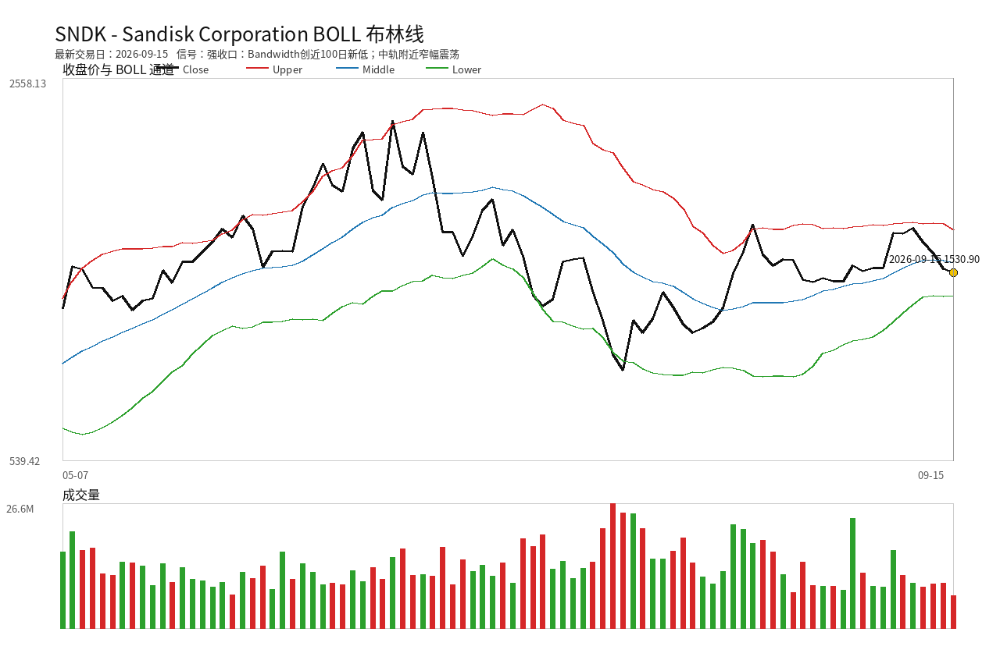 SNDK - Sandisk Corporation BOLL 布林线
最新交易日：2026-09-15 信号：强收口：Bandwidth创近100日新低；中轨附近窄幅震荡
收盘价与 BOLL 通道 Close Upper Middle Lower
2558.13
2026-09-15 1530.90
539.42
05-07 09-15
成交量
26.6M